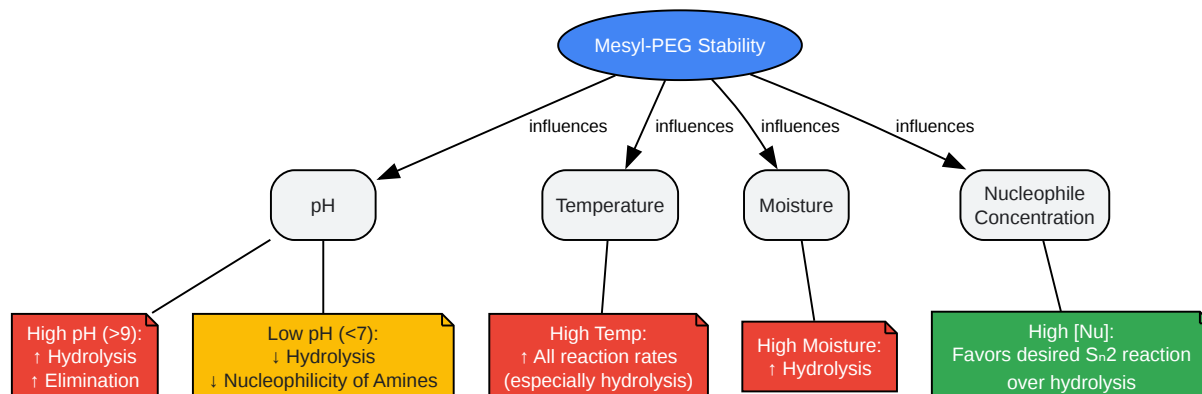 Mesyl-PEG Stability
influences
influences
influences
influences
pH
Temperature
Moisture
Nucleophile
Concentration
High pH (>9):
↑ Hydrolysis
↑ Elimination
Low pH (<7):
↓ Hydrolysis
↓ Nucleophilicity of Amines
High Temp:
↑ All reaction rates
(especially hydrolysis)
High Moisture:
↑ Hydrolysis
High [Nu]:
Favors desired Sₙ2 reaction
over hydrolysis